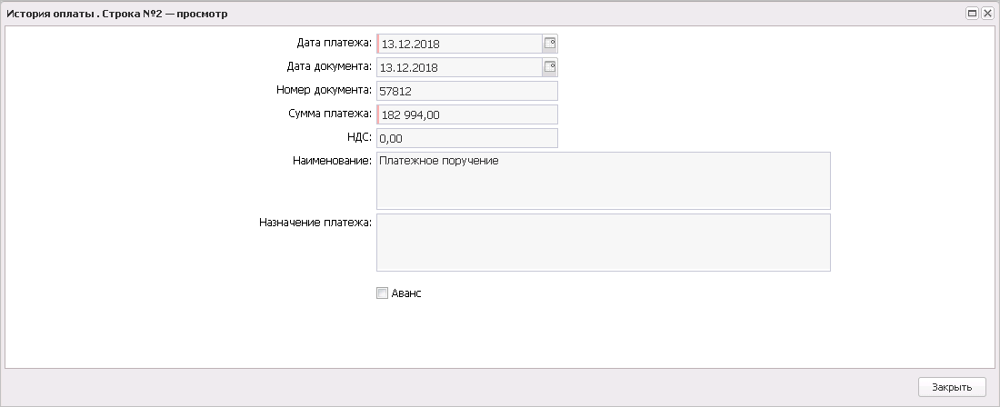 История оплаты . Строка №2 — просмотр
Дата платежа: 13.12.2018
Дата документа: 13.12.2018
Номер документа: 57812
Сумма платежа: 182 994,00
НДС: 0,00
Наименование: Платежное поручение
Назначение платежа:
Аванс
Закрыть